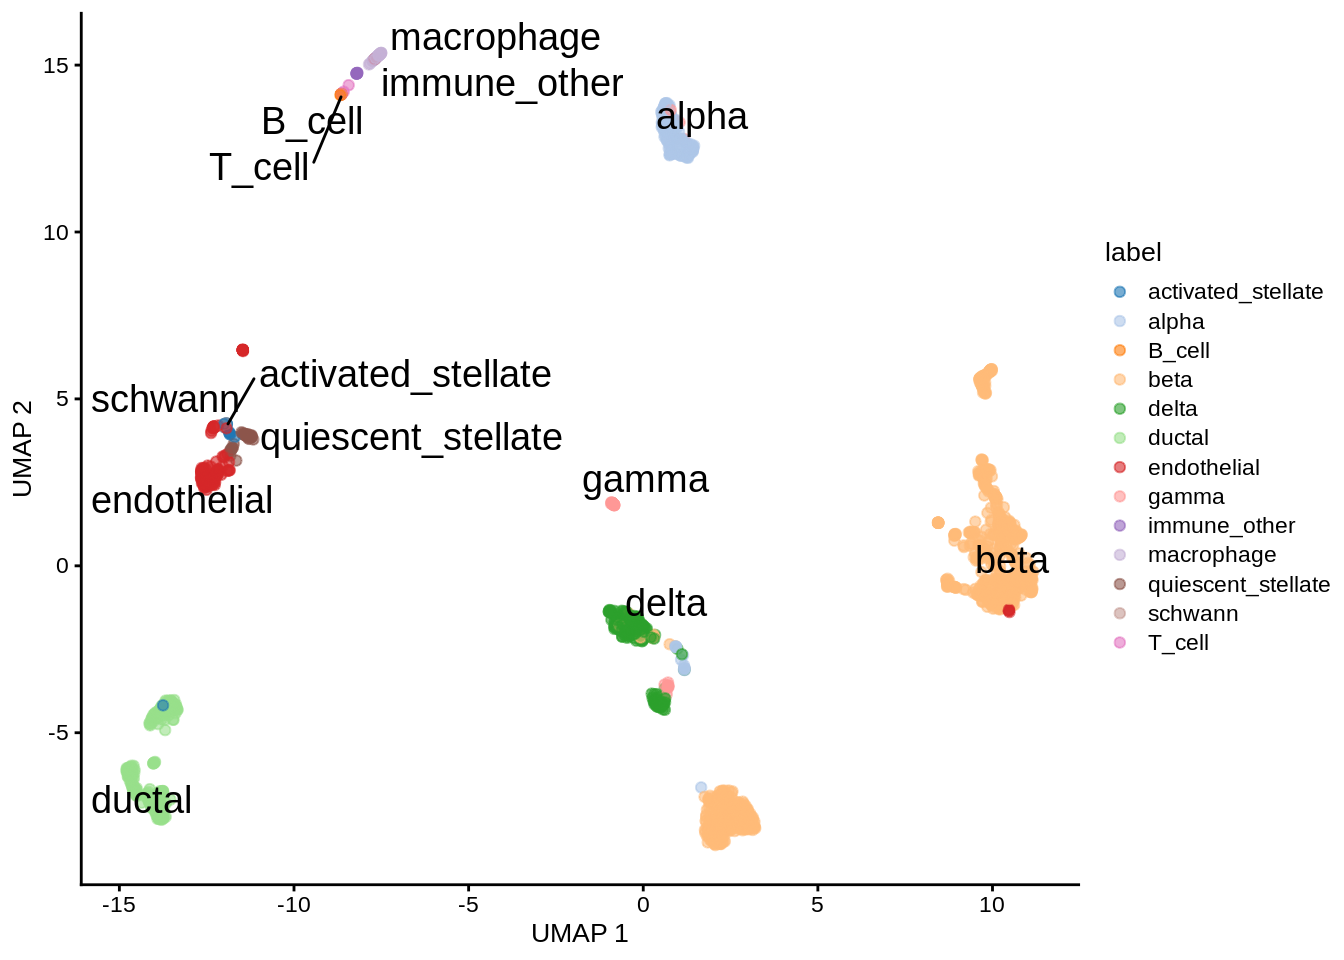 macrophage
immune_other
B_cell
T_cell
alpha
activated_stellate
schwann
quiescent_stellate
endothelial
gamma
beta
delta
ductal
15
10
5
0
-5
UMAP 2
-15
-10
-5
0
5
10
UMAP 1
label
activated_stellate
alpha
B_cell
beta
delta
ductal
endothelial
gamma
immune_other
macrophage
quiescent_stellate
schwann
T_cell